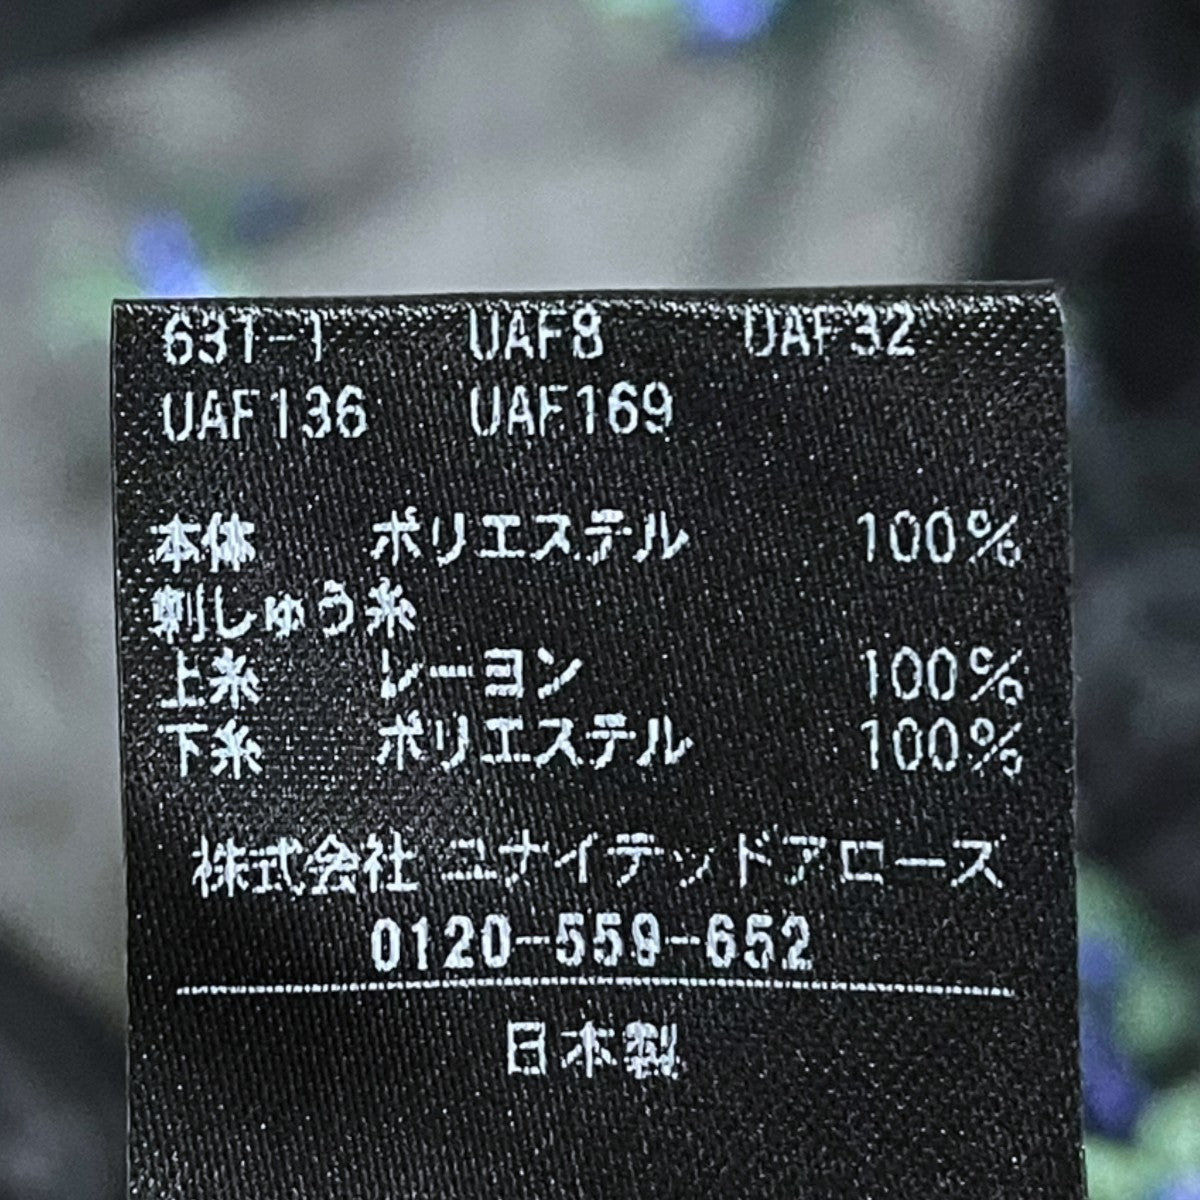 631-1 UAF8 UAF32
UAF136 UAF169
本体 ポリエステル 100%
刺しゅう糸
上糸 レーヨン 100%
下糸 ポリエステル 100%
株式会社 ユナイテッドアローズ
0120-559-652
日本製